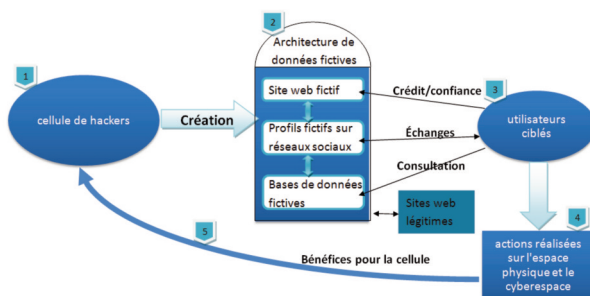 1
cellule de hackers
Création
2
Architecture de
données fictives
Site web fictif
Profils fictifs sur
réseaux sociaux
Bases de données
fictives
Sites web
légitimes
Crédit/confiance
Échanges
Consultation
3
utilisateurs
ciblés
4
actions réalisées
sur l'espace
physique et le
cyberespace
5
Bénéfices pour la cellule